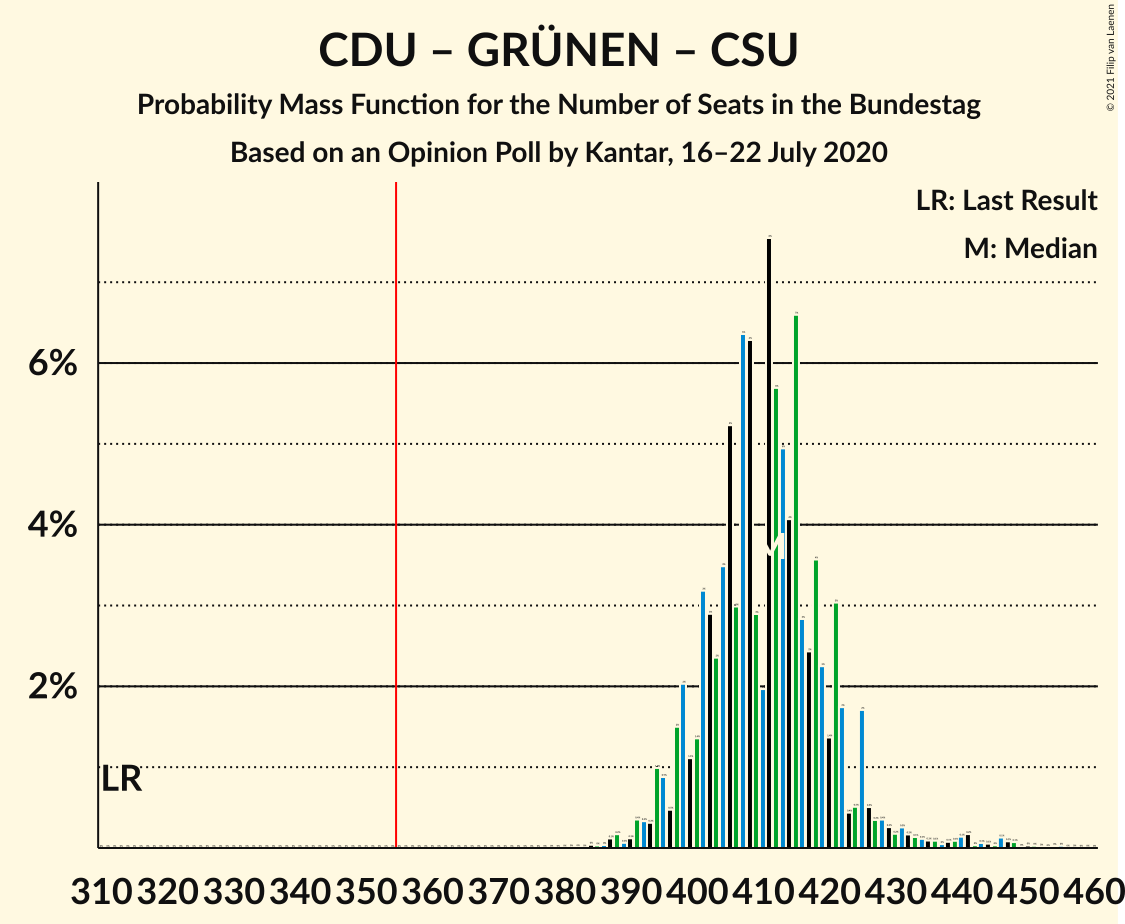 CDU – GRÜNEN – CSU
Probability Mass Function for the Number of Seats in the Bundestag
Based on an Opinion Poll by Kantar, 16–22 July 2020
© 2021 Filip van Laenen
LR: Last Result
M: Median
6%
4%
2%
LR
M
310 320 330 340 350 360 370 380 390 400 410 420 430 440 450 460